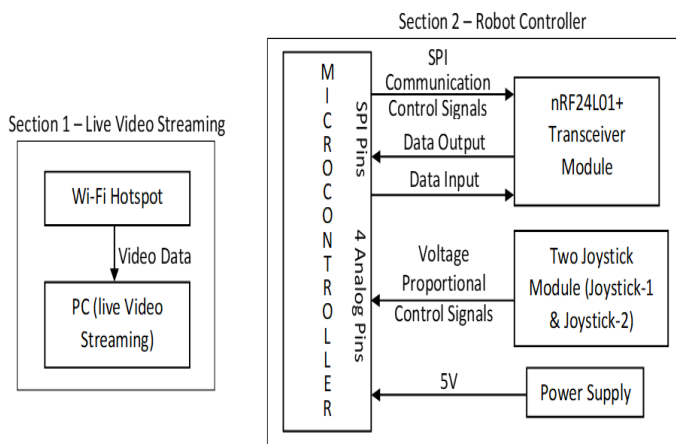 Section 1 – Live Video Streaming
Wi-Fi Hotspot
Video Data
PC (live Video
Streaming)
Section 2 – Robot Controller
MICROCONTROLLER
SPI Pins
4 Analog Pins
SPI
Communication
Control Signals
Data Output
Data Input
nRF24L01+
Transceiver
Module
Voltage
Proportional
Control Signals
Two Joystick
Module (Joystick-1
& Joystick-2)
5V
Power Supply